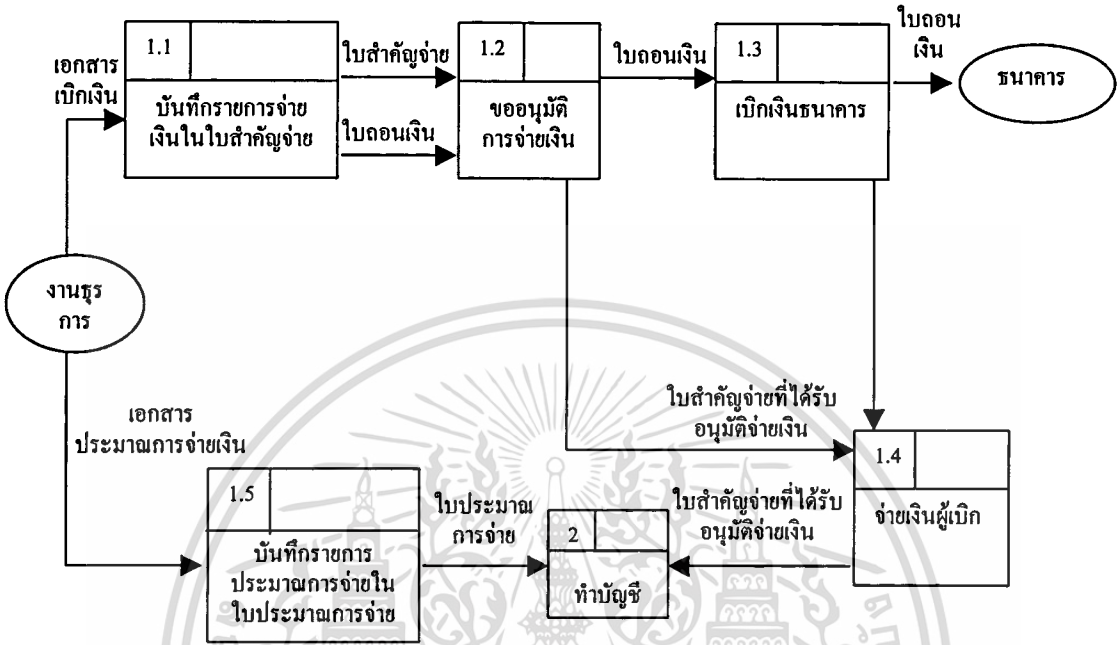 เอกสาร
เบิกเงิน
1.1
บันทึกรายการจ่าย
เงินในใบสำคัญจ่าย
ใบสำคัญจ่าย
ใบถอนเงิน
1.2
ขออนุมัติ
การจ่ายเงิน
ใบถอนเงิน
1.3
เบิกเงินธนาคาร
ใบถอน
เงิน
ธนาคาร
งานธุร
การ
เอกสาร
ประมาณการจ่ายเงิน
ใบสำคัญจ่ายที่ได้รับ
อนุมัติจ่ายเงิน
1.4
จ่ายเงินผู้เบิก
1.5
บันทึกรายการ
ประมาณการจ่ายใน
ใบประมาณการจ่าย
ใบประมาณ
การจ่าย
2
ทำบัญชี
ใบสำคัญจ่ายที่ได้รับ
อนุมัติจ่ายเงิน